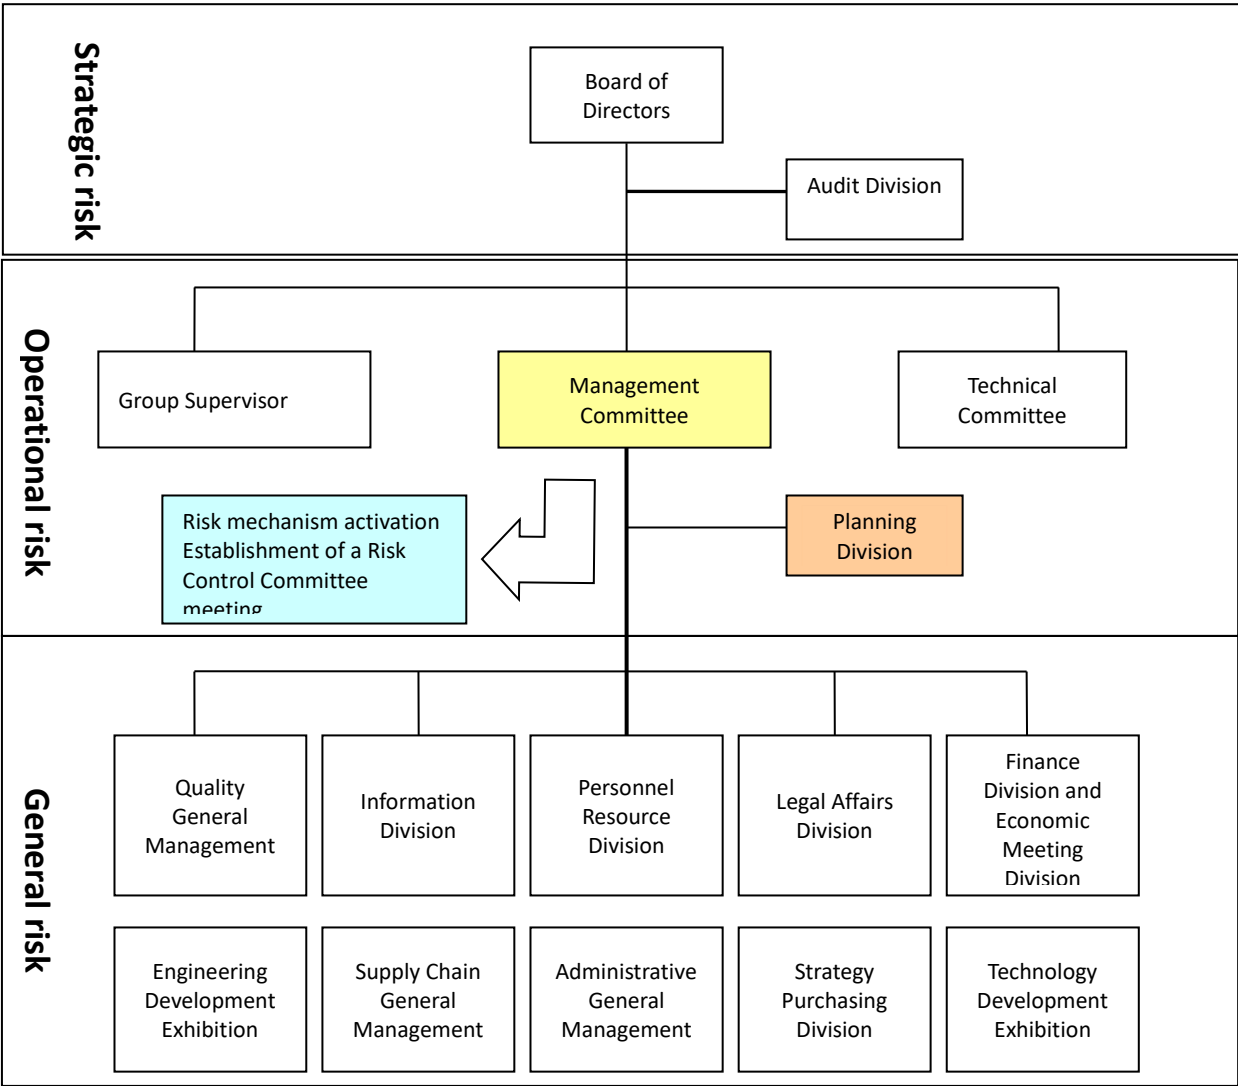 Strategic risk
Board of
Directors
Audit Division
Operational risk
Group Supervisor
Management
Committee
Technical
Committee
Risk mechanism activation
Establishment of a Risk
Control Committee
meeting
Planning
Division
General risk
Quality
General
Management
Information
Division
Personnel
Resource
Division
Legal Affairs
Division
Finance
Division and
Economic
Meeting
Division
Engineering
Development
Exhibition
Supply Chain
General
Management
Administrative
General
Management
Strategy
Purchasing
Division
Technology
Development
Exhibition